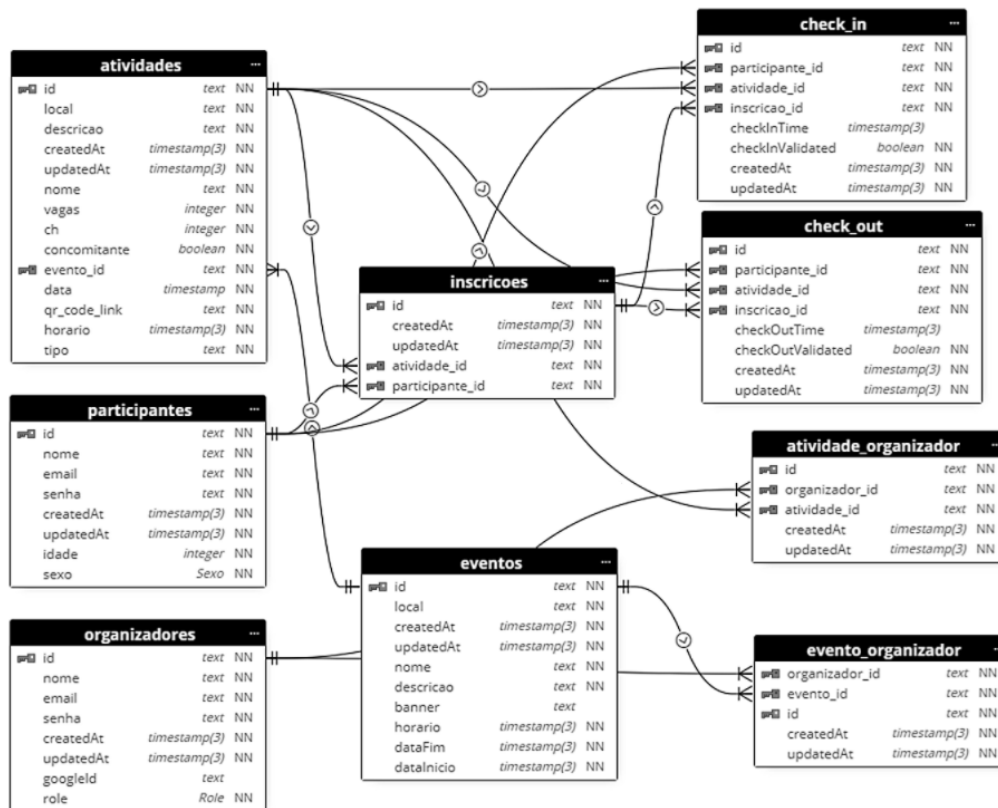 atividades ...
id text NN
local text NN
descricao text NN
createdAt timestamp(3) NN
updatedAt timestamp(3) NN
nome text NN
vagas integer NN
ch integer NN
concomitante boolean NN
evento_id text NN
data timestamp NN
qr_code_link text NN
horario timestamp(3) NN
tipo text NN
participantes ...
id text NN
nome text NN
email text NN
senha text NN
createdAt timestamp(3) NN
updatedAt timestamp(3) NN
idade integer NN
sexo Sexo NN
organizadores ...
id text NN
nome text NN
email text NN
senha text NN
createdAt timestamp(3) NN
updatedAt timestamp(3) NN
googleId text
role Role NN
inscricoes ...
id text NN
createdAt timestamp(3) NN
updatedAt timestamp(3) NN
atividade_id text NN
participante_id text NN
eventos ...
id text NN
local text NN
createdAt timestamp(3) NN
updatedAt timestamp(3) NN
nome text NN
descricao text NN
banner text
horario timestamp(3) NN
dataFim timestamp(3) NN
dataInicio timestamp(3) NN
check_in ...
id text NN
participante_id text NN
atividade_id text NN
inscricao_id text NN
checkInTime timestamp(3)
checkInValidated boolean NN
createdAt timestamp(3) NN
updatedAt timestamp(3) NN
check_out ...
id text NN
participante_id text NN
atividade_id text NN
inscricao_id text NN
checkOutTime timestamp(3)
checkOutValidated boolean NN
createdAt timestamp(3) NN
updatedAt timestamp(3) NN
atividade_organizador ...
id text NN
organizador_id text NN
atividade_id text NN
createdAt timestamp(3) NN
updatedAt timestamp(3) NN
evento_organizador ...
organizador_id text NN
evento_id text NN
id text NN
createdAt timestamp(3) NN
updatedAt timestamp(3) NN